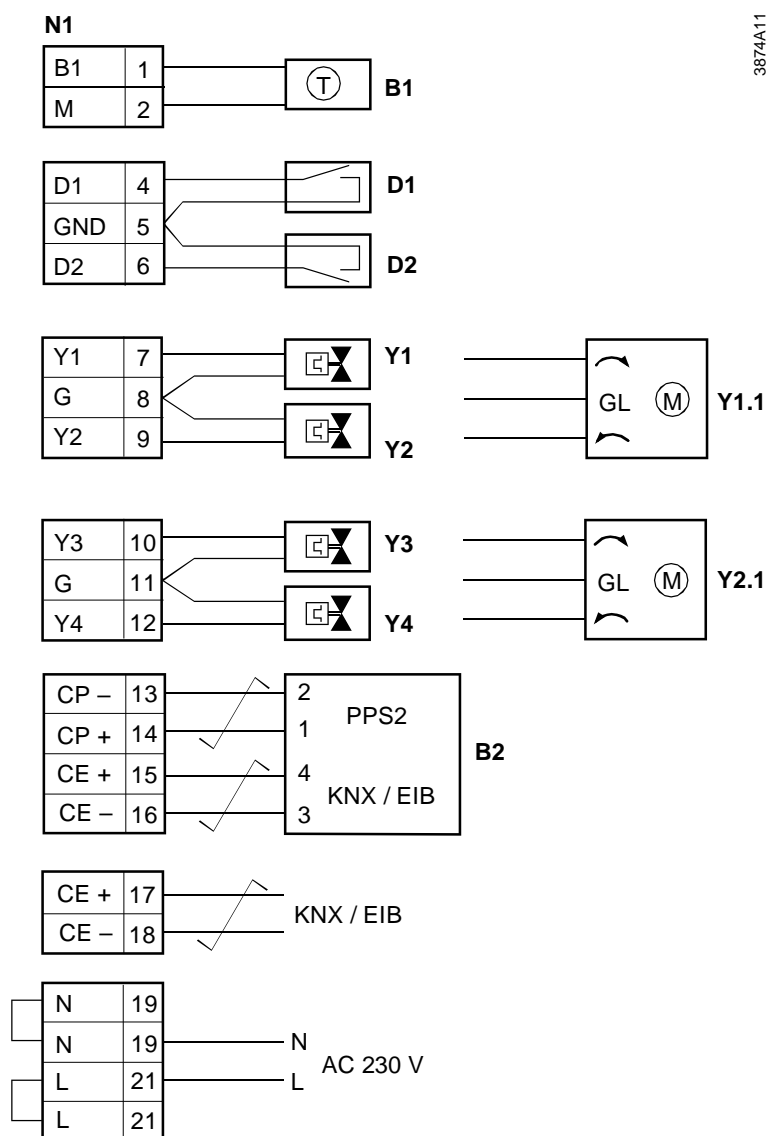 N1
3874A11
B1 1
M 2
T
B1
D1 4
GND 5
D2 6
D1
D2
Y1 7
G 8
Y2 9
Y1
Y2
GL M
Y1.1
Y3 10
G 11
Y4 12
Y3
Y4
GL M
Y2.1
CP – 13
CP + 14
CE + 15
CE – 16
2
1
4
3
PPS2
KNX / EIB
B2
CE + 17
CE – 18
KNX / EIB
N 19
N 19
L 21
L 21
N
L
AC 230 V